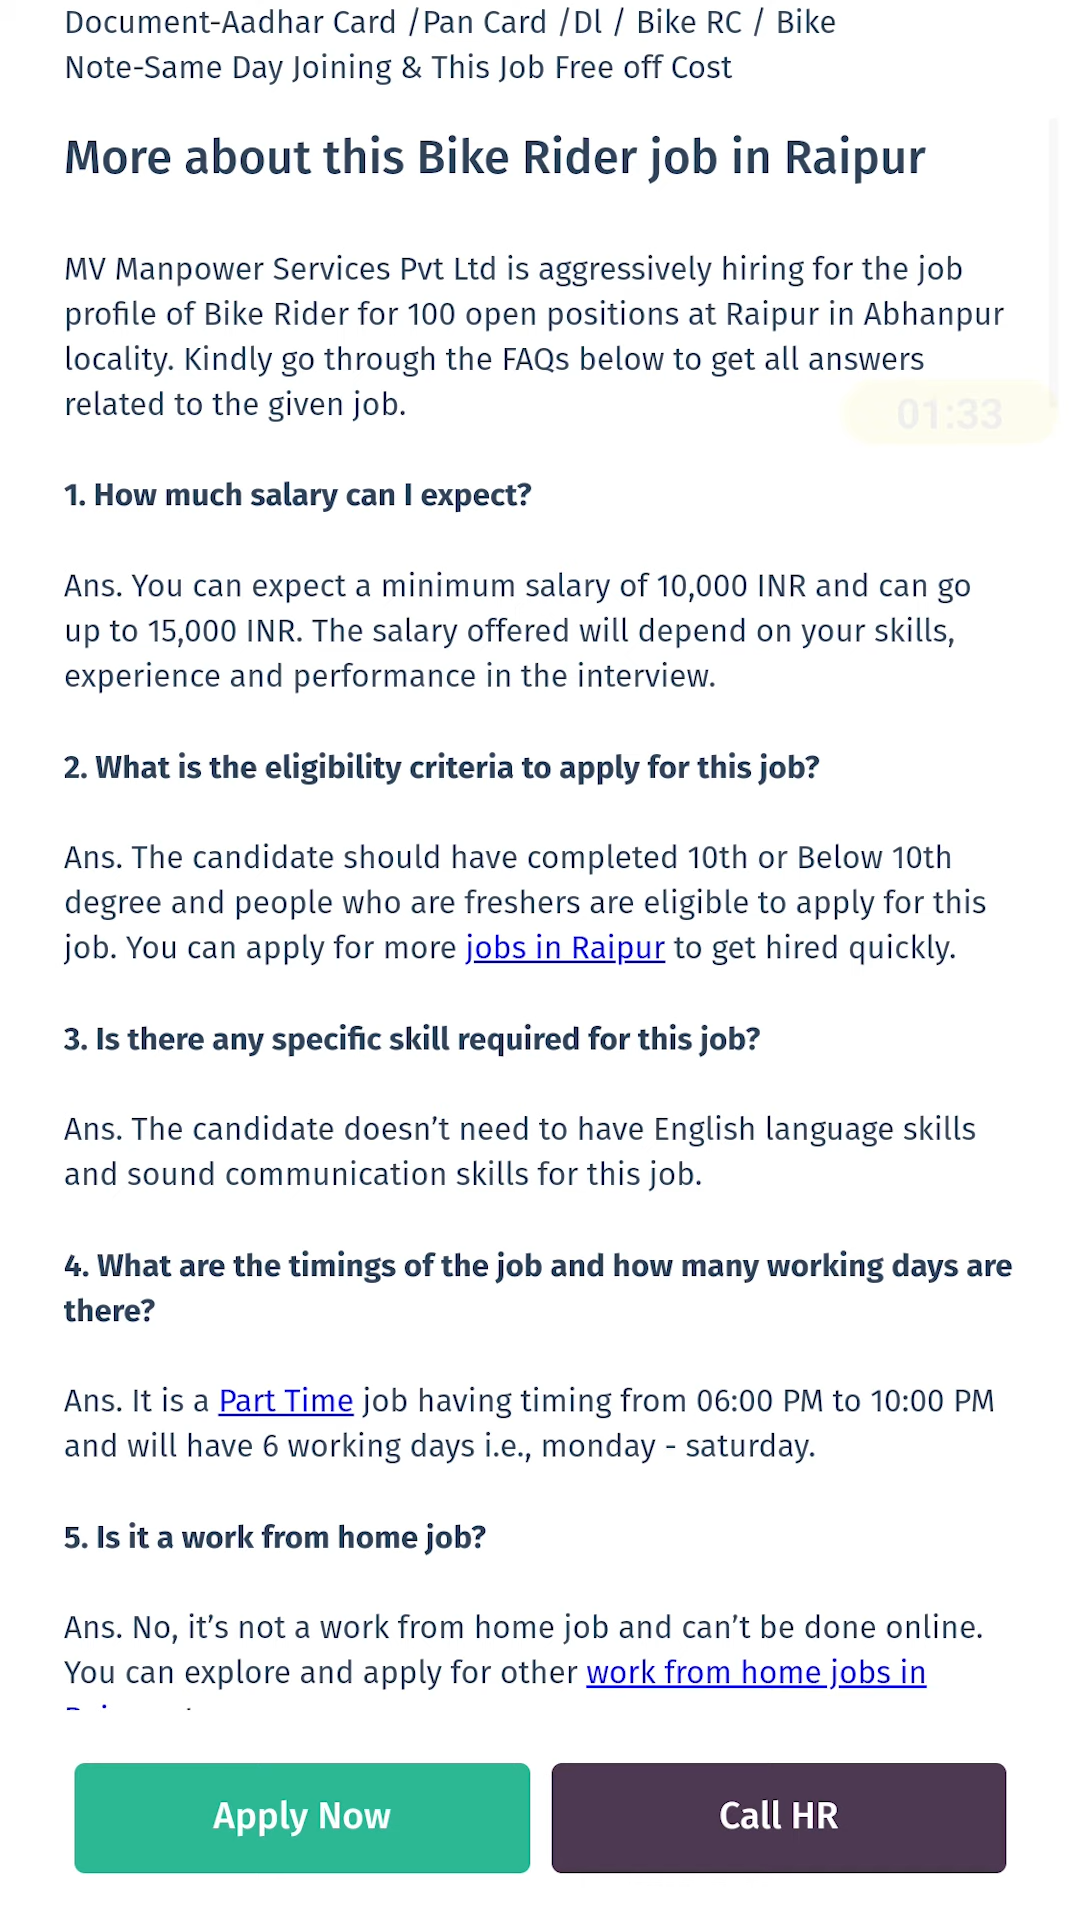 Document-Aadhar Card /Pan Card /Dl / Bike RC / Bike
Note-Same Day Joining & This Job Free off Cost
More about this Bike Rider job in Raipur
MV Manpower Services Pvt Ltd is aggressively hiring for the job
profile of Bike Rider for 100 open positions at Raipur in Abhanpur
locality. Kindly go through the FAQs below to get all answers
related to the given job.
01:33
1. How much salary can I expect?
Ans. You can expect a minimum salary of 10,000 INR and can go
up to 15,000 INR. The salary offered will depend on your skills,
experience and performance in the interview.
2. What is the eligibility criteria to apply for this job?
Ans. The candidate should have completed 10th or Below 10th
degree and people who are freshers are eligible to apply for this
job. You can apply for more jobs in Raipur to get hired quickly.
3. Is there any specific skill required for this job?
Ans. The candidate doesn’t need to have English language skills
and sound communication skills for this job.
4. What are the timings of the job and how many working days are
there?
Ans. It is a Part Time job having timing from 06:00 PM to 10:00 PM
and will have 6 working days i.e., monday - saturday.
5. Is it a work from home job?
Ans. No, it’s not a work from home job and can’t be done online.
You can explore and apply for other work from home jobs in
Apply Now
Call HR